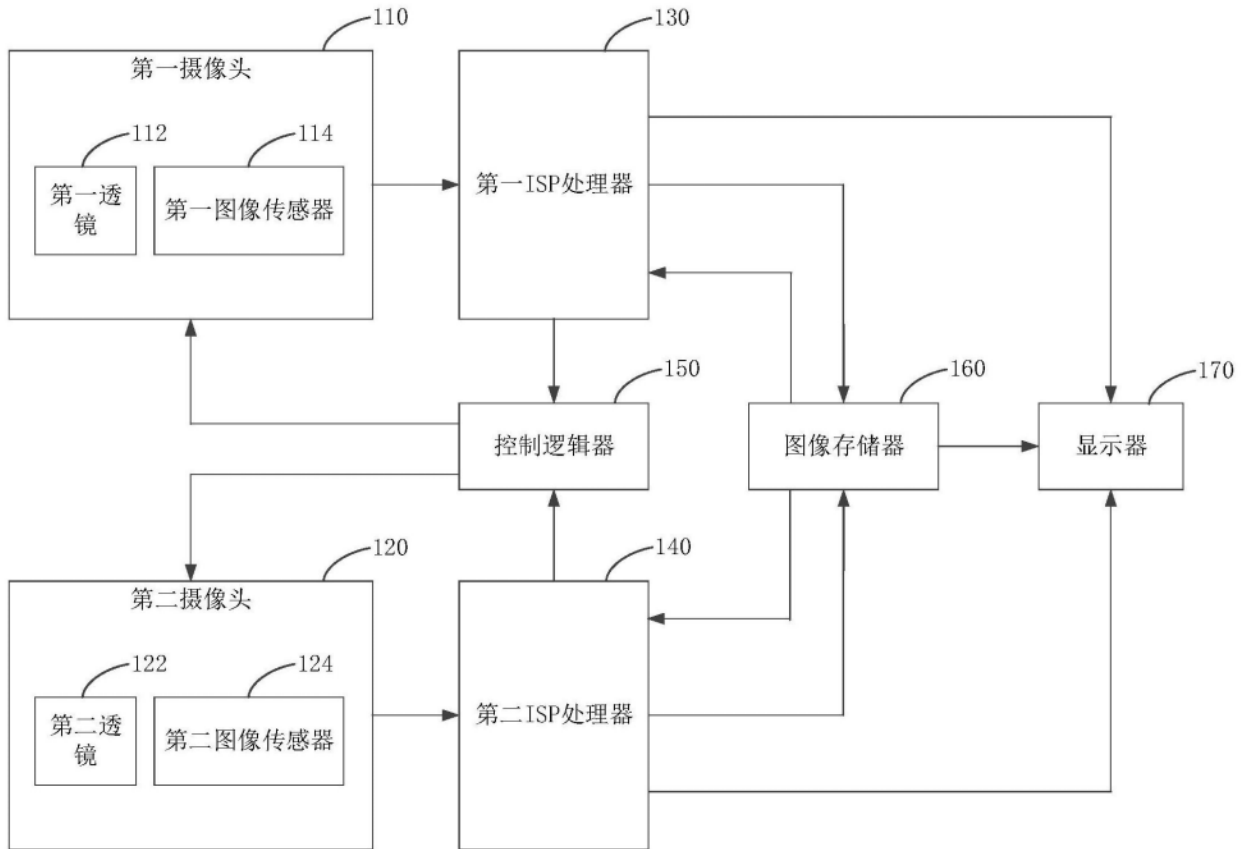 110
130
第一摄像头
112
114
第一透
镜
第一图像传感器
第一ISP处理器
150
160
170
控制逻辑器
图像存储器
显示器
120
140
第二摄像头
122
124
第二透
镜
第二图像传感器
第二ISP处理器